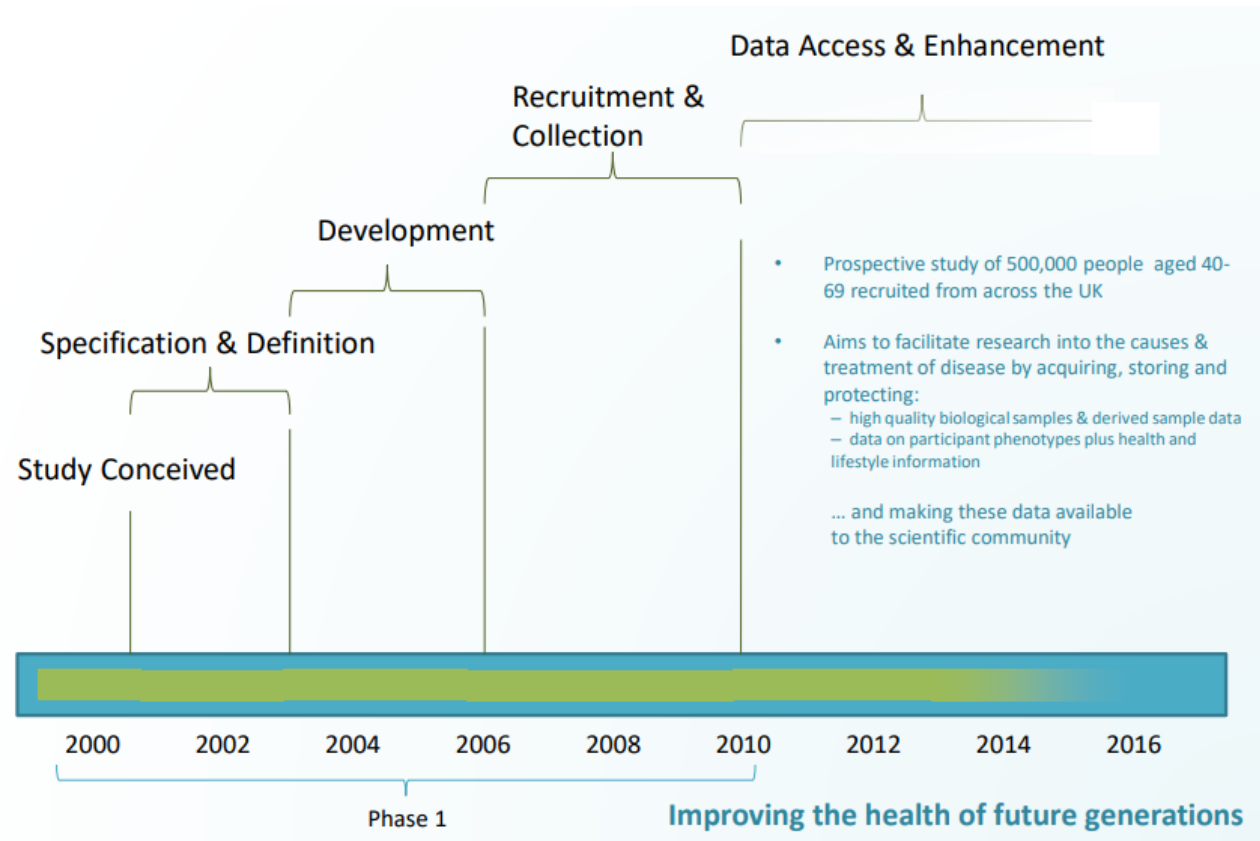 Data Access & Enhancement
Recruitment &
Collection
Development
Specification & Definition
Study Conceived
• Prospective study of 500,000 people aged 40-
69 recruited from across the UK
• Aims to facilitate research into the causes &
treatment of disease by acquiring, storing and
protecting:
– high quality biological samples & derived sample data
– data on participant phenotypes plus health and
lifestyle information
... and making these data available
to the scientific community
2000 2002 2004 2006 2008 2010 2012 2014 2016
Phase 1
Improving the health of future generations